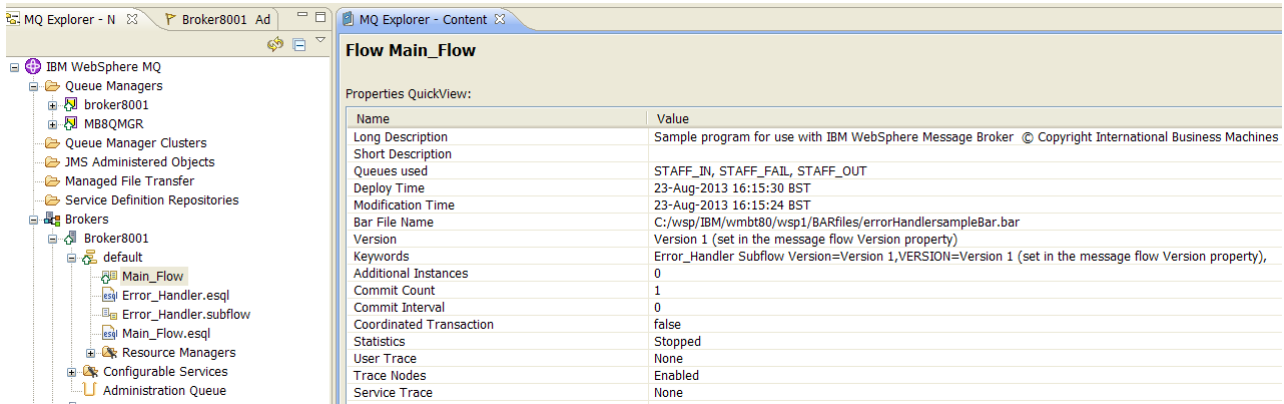 MQ Explorer - N
Broker8001 Ad
IBM WebSphere MQ
Queue Managers
broker8001
MB8QMGR
Queue Manager Clusters
JMS Administered Objects
Managed File Transfer
Service Definition Repositories
Brokers
Broker8001
default
Main_Flow
esql Error_Handler.esql
Error_Handler.subflow
esql Main_Flow.esql
Resource Managers
Configurable Services
Administration Queue
MQ Explorer - Content
Flow Main_Flow
Properties QuickView:
Name Value
Long Description Sample program for use with IBM WebSphere Message Broker © Copyright International Business Machines
Short Description
Queues used STAFF_IN, STAFF_FAIL, STAFF_OUT
Deploy Time 23-Aug-2013 16:15:30 BST
Modification Time 23-Aug-2013 16:15:24 BST
Bar File Name C:/wsp/IBM/wmbt80/wsp1/BARfiles/errorHandlersampleBar.bar
Version Version 1 (set in the message flow Version property)
Keywords Error_Handler Subflow Version=Version 1,VERSION=Version 1 (set in the message flow Version property),
Additional Instances 0
Commit Count 1
Commit Interval 0
Coordinated Transaction false
Statistics Stopped
User Trace None
Trace Nodes Enabled
Service Trace None